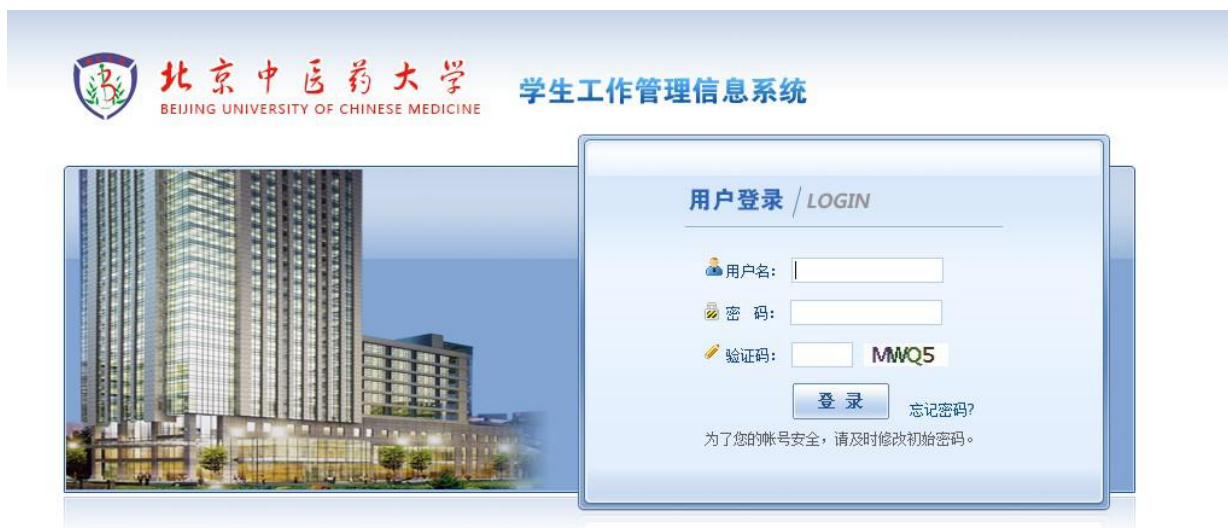 北京中医药大学
BEIJING UNIVERSITY OF CHINESE MEDICINE
学生工作管理信息系统
用户登录 / LOGIN
用户名:
密 码:
验证码: MWQ5
登 录 忘记密码?
为了您的帐号安全,请及时修改初始密码。